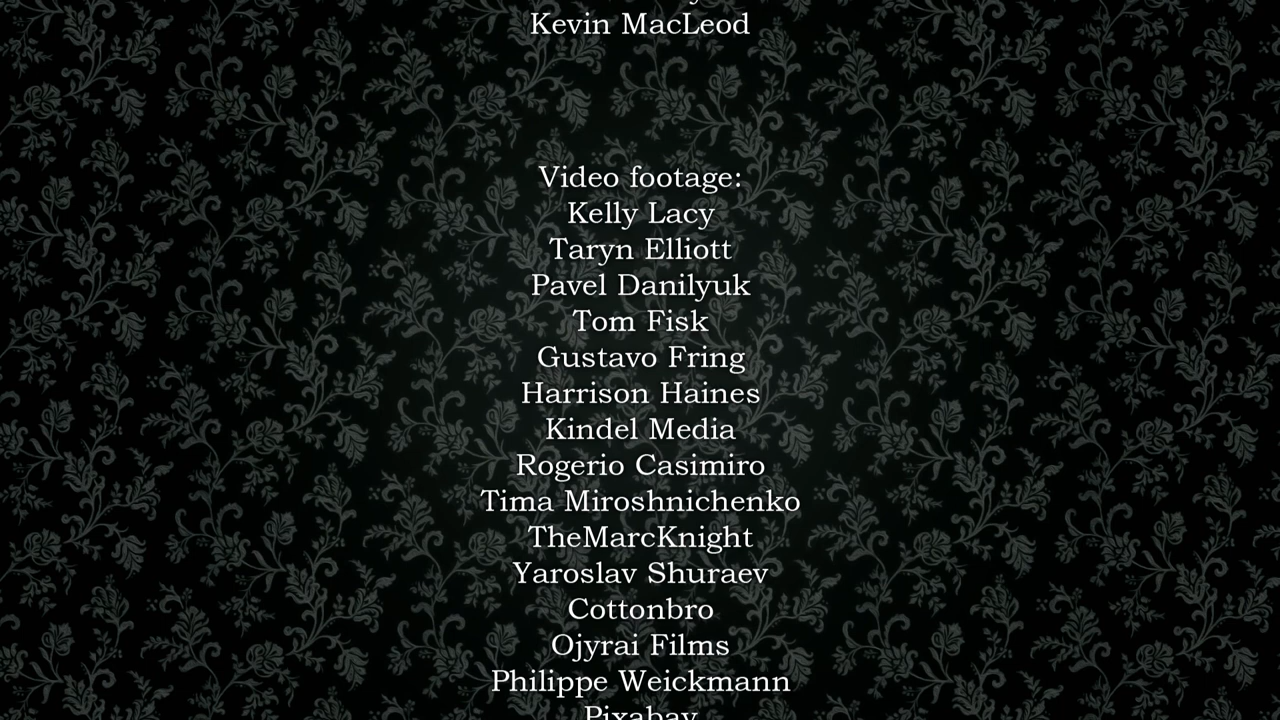 Kevin MacLeod
Video footage:
Kelly Lacy
Taryn Elliott
Pavel Danilyuk
Tom Fisk
Gustavo Fring
Harrison Haines
Kindel Media
Rogerio Casimiro
Tima Miroshnichenko
TheMarcKnight
Yaroslav Shuraev
Cottonbro
Ojyrai Films
Philippe Weickmann
Pixabay